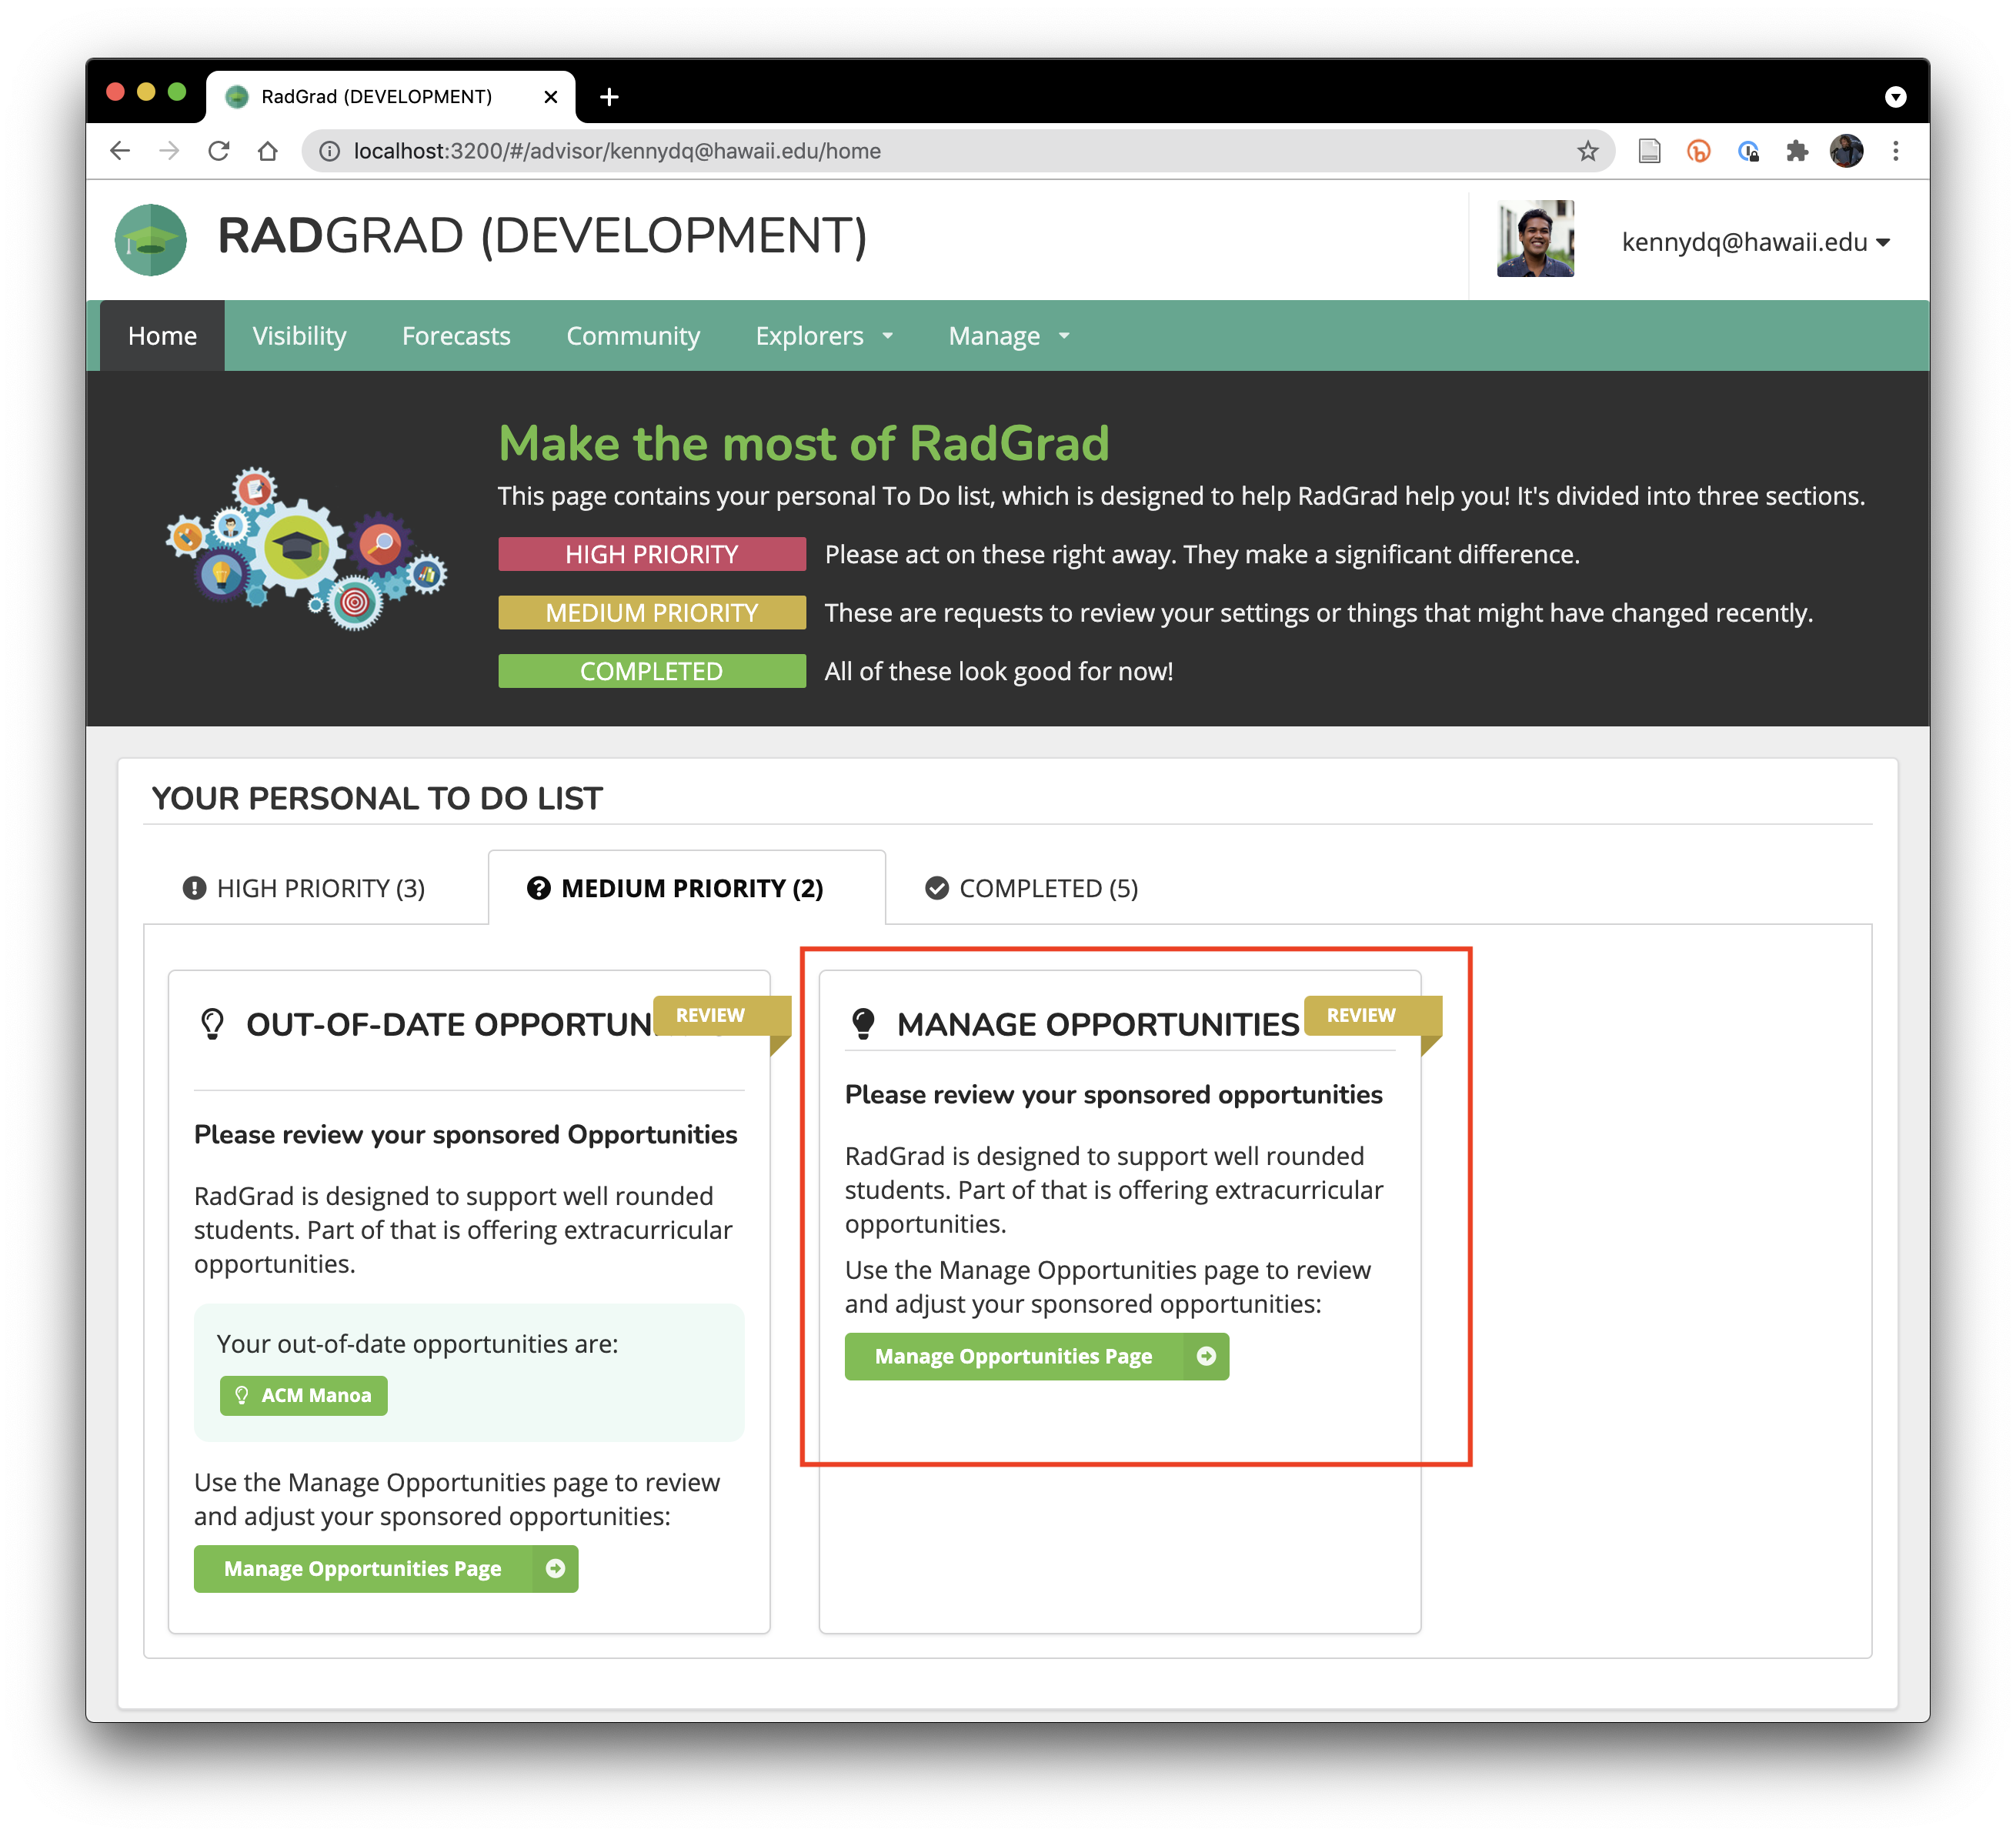 RadGrad (DEVELOPMENT)
localhost:3200/#/advisor/kennydq@hawaii.edu/home
RADGRAD (DEVELOPMENT)
kennydq@hawaii.edu
Home Visibility Forecasts Community Explorers Manage
Make the most of RadGrad
This page contains your personal To Do list, which is designed to help RadGrad help you! It's divided into three sections.
HIGH PRIORITY Please act on these right away. They make a significant difference.
MEDIUM PRIORITY These are requests to review your settings or things that might have changed recently.
COMPLETED All of these look good for now!
YOUR PERSONAL TO DO LIST
HIGH PRIORITY (3) MEDIUM PRIORITY (2) COMPLETED (5)
OUT-OF-DATE OPPORTUN
REVIEW
Please review your sponsored Opportunities
RadGrad is designed to support well rounded
students. Part of that is offering extracurricular
opportunities.
Your out-of-date opportunities are:
ACM Manoa
Use the Manage Opportunities page to review
and adjust your sponsored opportunities:
Manage Opportunities Page
MANAGE OPPORTUNITIES
REVIEW
Please review your sponsored opportunities
RadGrad is designed to support well rounded
students. Part of that is offering extracurricular
opportunities.
Use the Manage Opportunities page to review
and adjust your sponsored opportunities:
Manage Opportunities Page